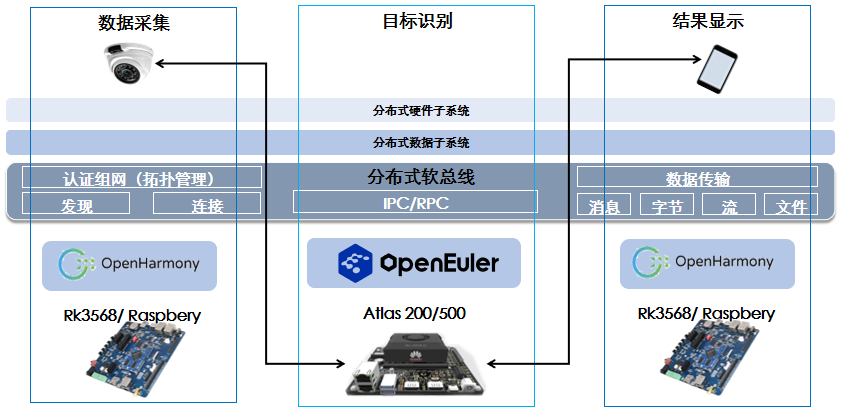 数据采集
目标识别
结果显示
分布式硬件子系统
分布式数据子系统
认证组网（拓扑管理）
分布式软总线
数据传输
发现
连接
IPC/RPC
消息
字节
流
文件
OpenHarmony
OpenEuler
OpenHarmony
Rk3568/ Raspbery
Atlas 200/500
Rk3568/ Raspbery